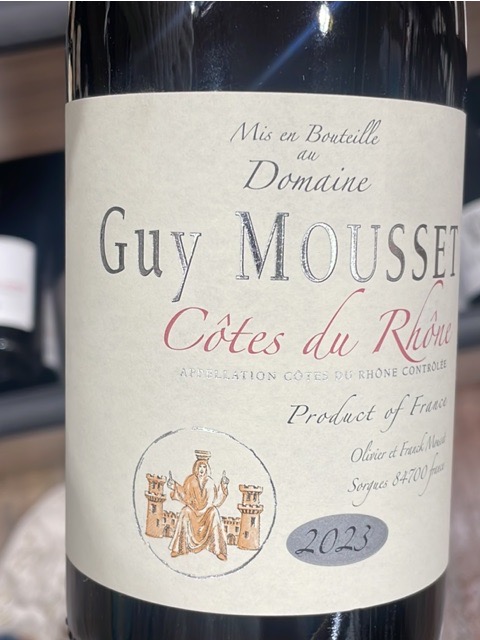 Mis en Bouteille
au
Domaine
Guy MOUSSET
Côtes du Rhône
APPELLATION CÔTES DU RHÔNE CONTRÔLÉE
Product of France
Olivier et Franck Mousset
Sorgues 84700 france
2023